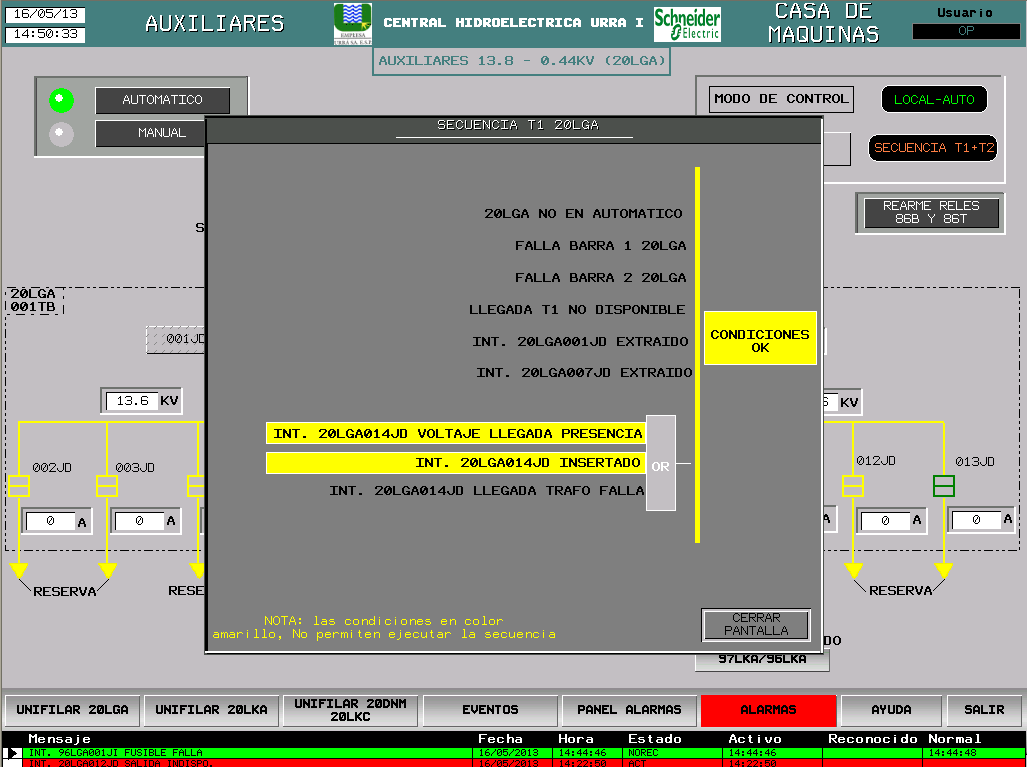 16/05/13
14:50:33
AUXILIARES
EMPRESA
URRA S.A E.S.P.
CENTRAL HIDROELECTRICA URRA I
Schneider
Electric
CASA DE
MAQUINAS
Usuario
OP
AUXILIARES 13.8 - 0.44KV (20LGA)
AUTOMATICO
MANUAL
MODO DE CONTROL
LOCAL-AUTO
SECUENCIA T1+T2
REARME RELES
86B Y 86T
SECUENCIA T1 20LGA
20LGA NO EN AUTOMATICO
FALLA BARRA 1 20LGA
FALLA BARRA 2 20LGA
LLEGADA T1 NO DISPONIBLE
INT. 20LGA001JD EXTRAIDO
INT. 20LGA007JD EXTRAIDO
CONDICIONES
OK
INT. 20LGA014JD VOLTAJE LLEGADA PRESENCIA
INT. 20LGA014JD INSERTADO
INT. 20LGA014JD LLEGADA TRAFO FALLA
OR
NOTA: las condiciones en color
amarillo, No permiten ejecutar la secuencia
CERRAR
PANTALLA
S
20LGA
001TB
001JD
13.6 KV
6 KV
002JD
003JD
012JD
013JD
0 A
0 A
A
0 A
0 A
RESERVA
RESE
RESERVA
DO
97LKA/96LKA
UNIFILAR 20LGA
UNIFILAR 20LKA
UNIFILAR 20DNM
20LKC
EVENTOS
PANEL ALARMAS
ALARMAS
AYUDA
SALIR
Mensaje Fecha Hora Estado Activo Reconocido Normal
INT. 96LGA001JI FUSIBLE FALLA 16/05/2013 14:44:46 NOREC 14:44:46 14:44:48
INT. 20LGA012JD SALIDA INDISPO. 16/05/2013 14:22:50 ACT 14:22:50